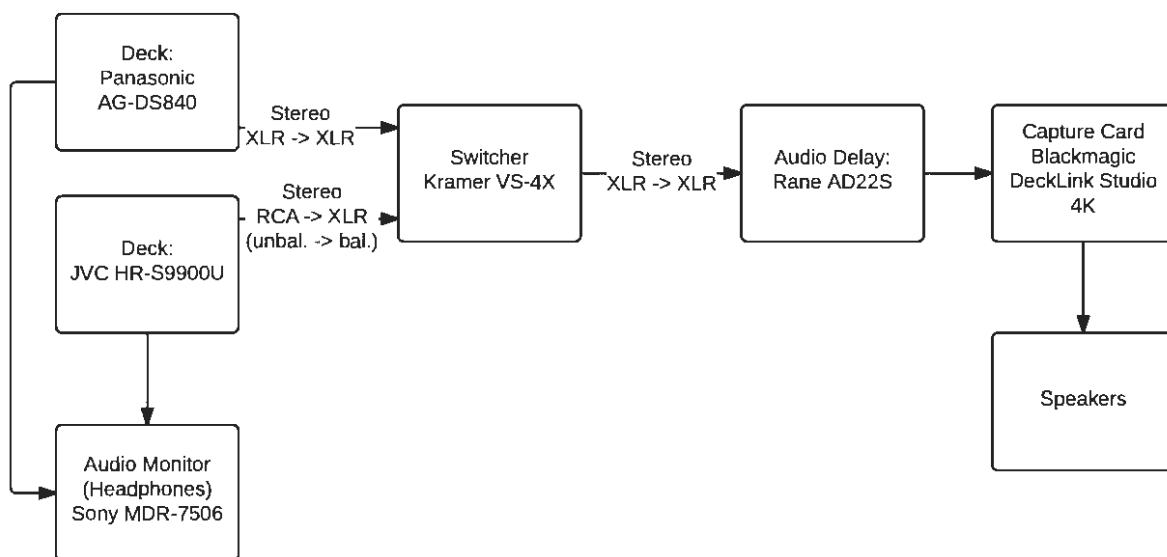 Deck:
Panasonic
AG-DS840
Stereo
XLR -> XLR
Deck:
JVC HR-S9900U
Stereo
RCA -> XLR
(unbal. -> bal.)
Audio Monitor
(Headphones)
Sony MDR-7506
Switcher
Kramer VS-4X
Stereo
XLR -> XLR
Audio Delay:
Rane AD22S
Capture Card
Blackmagic
DeckLink Studio
4K
Speakers